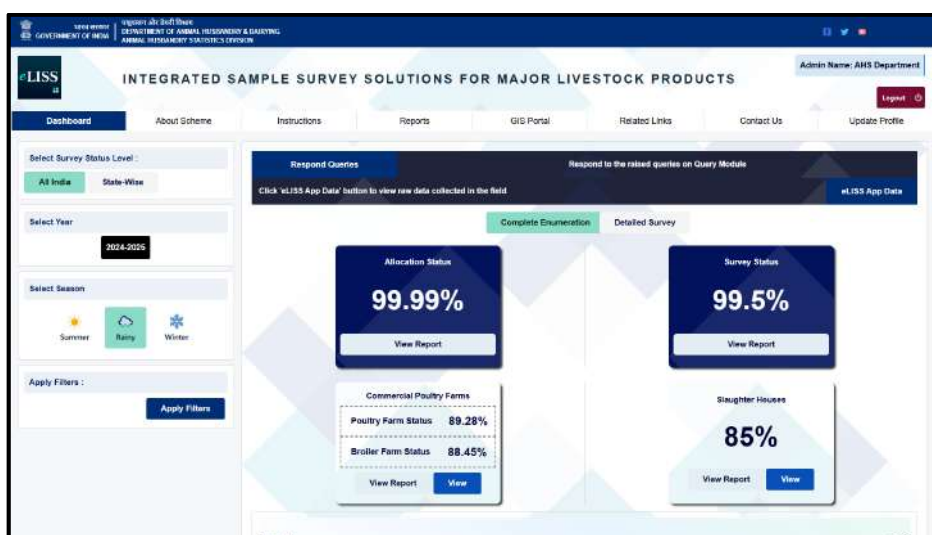 भारत सरकार
GOVERNMENT OF INDIA
पशुपालन और डेयरी विभाग
DEPARTMENT OF ANIMAL HUSBANDRY & DAIRYING
ANIMAL HUSBANDRY STATISTICS DIVISION
eLISS
INTEGRATED SAMPLE SURVEY SOLUTIONS FOR MAJOR LIVESTOCK PRODUCTS
Admin Name: AHS Department
Logout
Dashboard
About Scheme
Instructions
Reports
GIS Portal
Related Links
Contact Us
Update Profile
Select Survey Status Level :
All India
State-Wise
Select Year
2024-2025
Select Season
Summer
Rainy
Winter
Apply Filters :
Apply Filters
Respond Queries
Respond to the raised queries on Query Module
Click 'eLISS App Data' button to view raw data collected in the field
eLISS App Data
Complete Enumeration
Detailed Survey
Allocation Status
99.99%
View Report
Survey Status
99.5%
View Report
Commercial Poultry Farms
Poultry Farm Status 89.28%
Broiler Farm Status 88.45%
View Report
View
Slaughter Houses
85%
View Report
View